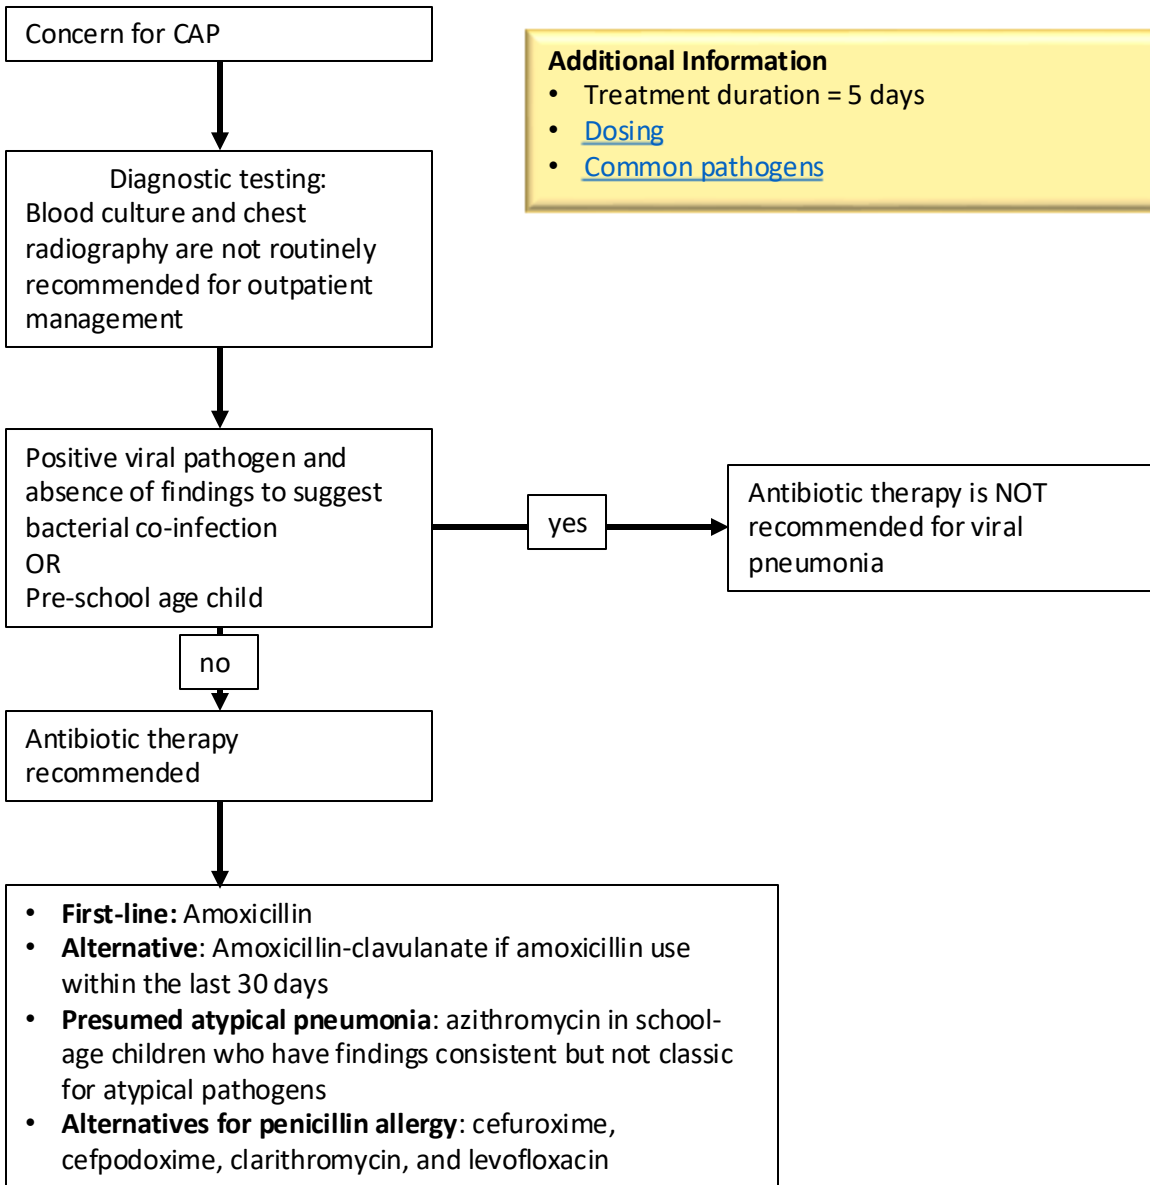 Concern for CAP
Additional Information
• Treatment duration = 5 days
• Dosing
• Common pathogens
Diagnostic testing:
Blood culture and chest
radiography are not routinely
recommended for outpatient
management
Positive viral pathogen and
absence of findings to suggest
bacterial co-infection
OR
Pre-school age child
yes
Antibiotic therapy is NOT
recommended for viral
pneumonia
no
Antibiotic therapy
recommended
• First-line: Amoxicillin
• Alternative: Amoxicillin-clavulanate if amoxicillin use
within the last 30 days
• Presumed atypical pneumonia: azithromycin in school-
age children who have findings consistent but not classic
for atypical pathogens
• Alternatives for penicillin allergy: cefuroxime,
cefpodoxime, clarithromycin, and levofloxacin